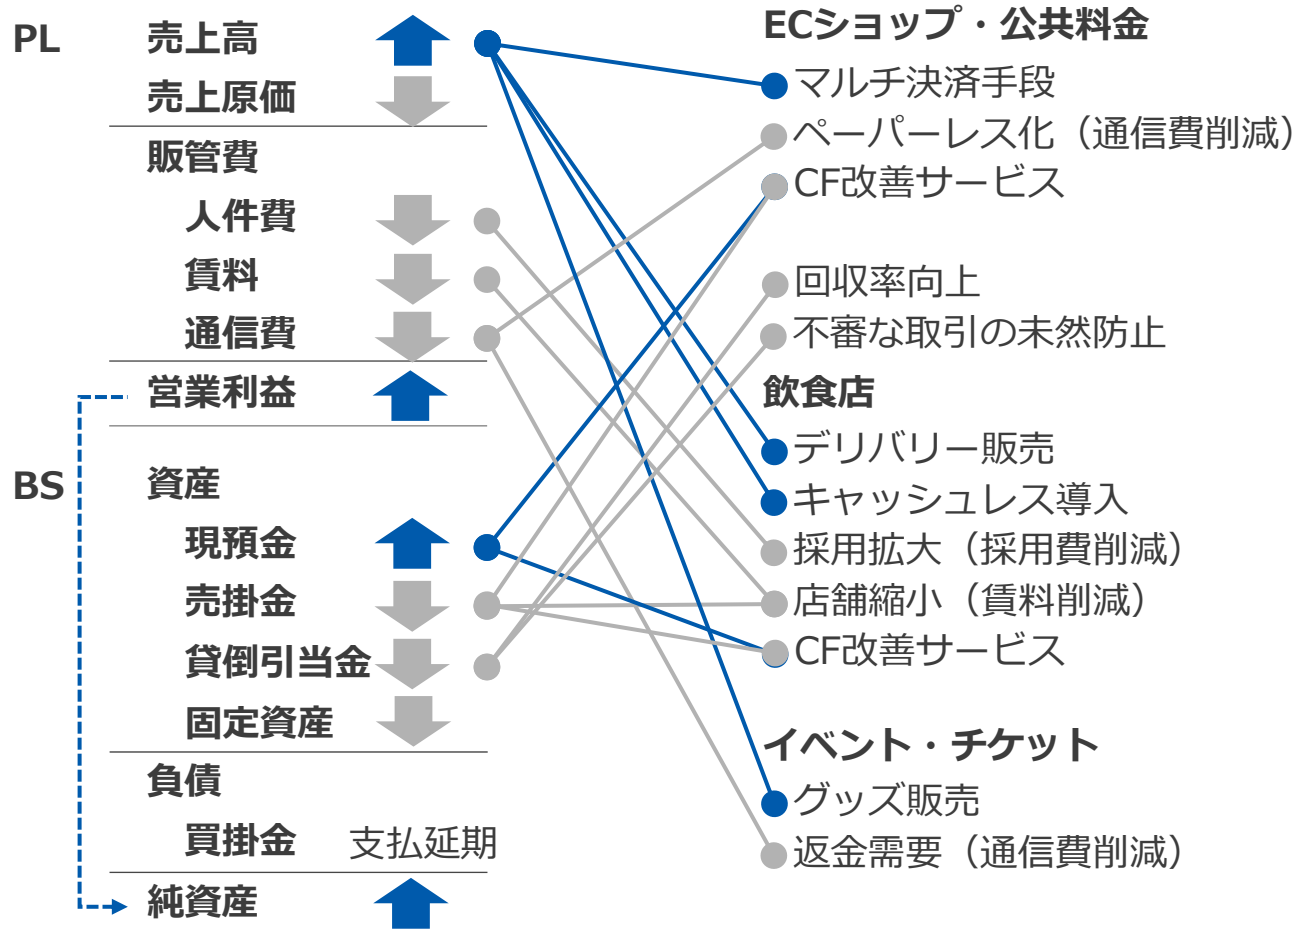 PL
売上高
売上原価
販管費
人件費
賃料
通信費
営業利益
BS
資産
現預金
売掛金
貸倒引当金
固定資産
負債
買掛金 支払延期
純資産
ECショップ・公共料金
マルチ決済手段
ペーパーレス化（通信費削減）
CF改善サービス
回収率向上
不審な取引の未然防止
飲食店
デリバリー販売
キャッシュレス導入
採用拡大（採用費削減）
店舗縮小（賃料削減）
CF改善サービス
イベント・チケット
グッズ販売
返金需要（通信費削減）